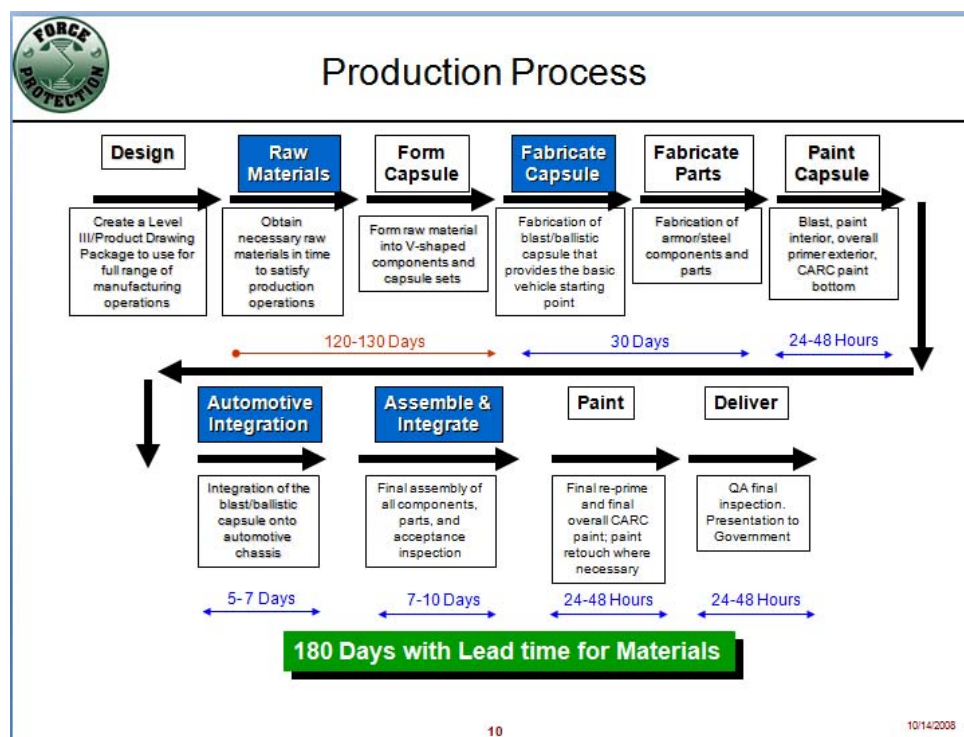 FORCE
PROTECTION
Production Process
Design
Create a Level
III/Product Drawing
Package to use for
full range of
manufacturing
operations
Raw
Materials
Obtain
necessary raw
materials in time
to satisfy
production
operations
Form
Capsule
Form raw material
into V-shaped
components and
capsule sets
Fabricate
Capsule
Fabrication of
blast/ballistic
capsule that
provides the basic
vehicle starting
point
Fabricate
Parts
Fabrication of
armor/steel
components and
parts
Paint
Capsule
Blast, paint
interior, overall
primer exterior,
CARC paint
bottom
120-130 Days
30 Days
24-48 Hours
Automotive
Integration
Integration of the
blast/ballistic
capsule onto
automotive
chassis
5-7 Days
Assemble &
Integrate
Final assembly of
all components,
parts, and
acceptance
inspection
7-10 Days
Paint
Final re-prime
and final
overall CARC
paint; paint
retouch where
necessary
24-48 Hours
Deliver
QA final
inspection.
Presentation to
Government
24-48 Hours
180 Days with Lead time for Materials
10
10/14/2008